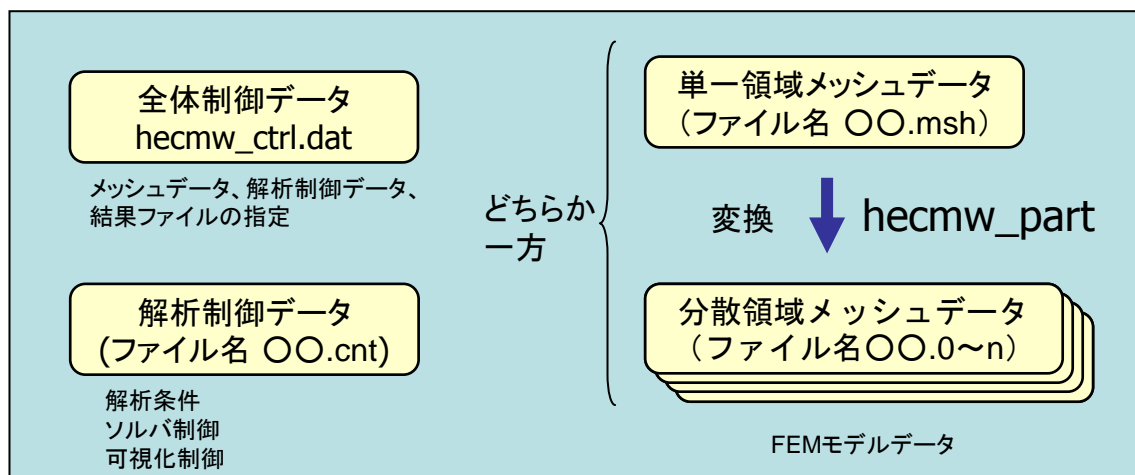 全体制御データ
hecmw_ctrl.dat
メッシュデータ、解析制御データ、
結果ファイルの指定
解析制御データ
(ファイル名 〇〇.cnt)
解析条件
ソルバ制御
可視化制御
どちらか
一方
単一領域メッシュデータ
（ファイル名 〇〇.msh）
変換
hecmw_part
分散領域メッシュデータ
（ファイル名〇〇.0～n）
FEMモデルデータ